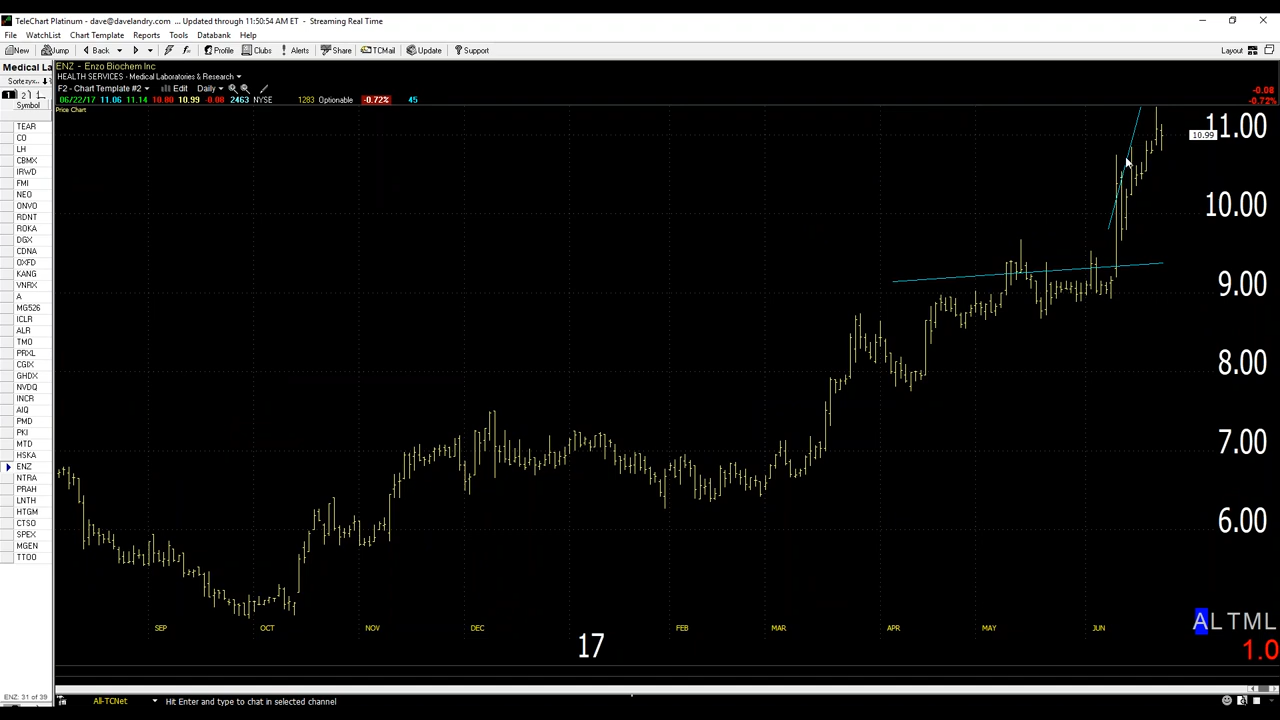 TeleChart Platinum - dave@davelandry.com ... Updated through 11:50:54 AM ET - Streaming Real Time
File WatchList Chart Template Reports Tools Databank Help
New Jump Back Profile Clubs Alerts Share TCMail Update Support Layout
Medical La
ENZ - Enzo Biochem Inc
HEALTH SERVICES - Medical Laboratories & Research
F2 - Chart Template #2 Edit Daily
06/22/17 11.06 11.14 10.80 10.99 -0.08 2463 NYSE 1283 Optionable -0.72% 45
-0.08
-0.72%
Price Chart
1 2
Symbol
TEAR
CO
LH
CBMX
IRWD
FMI
NEO
ONVO
RDNT
ROKA
DGX
CDNA
OXFD
KANG
VNRX
A
MG526
ICLR
ALR
TMO
PRXL
CGIX
GHDX
NVDQ
INCR
AIQ
PMD
PKI
MTD
HSKA
ENZ
NTRA
PRAH
LNTH
HTGM
CTSO
SPEX
MGEN
TTOO
11.00
10.99
10.00
9.00
8.00
7.00
6.00
SEP OCT NOV DEC 17 FEB MAR APR MAY JUN
ALTML
1.0
ENZ: 31 of 39
All-TCNet Hit Enter and type to chat in selected channel